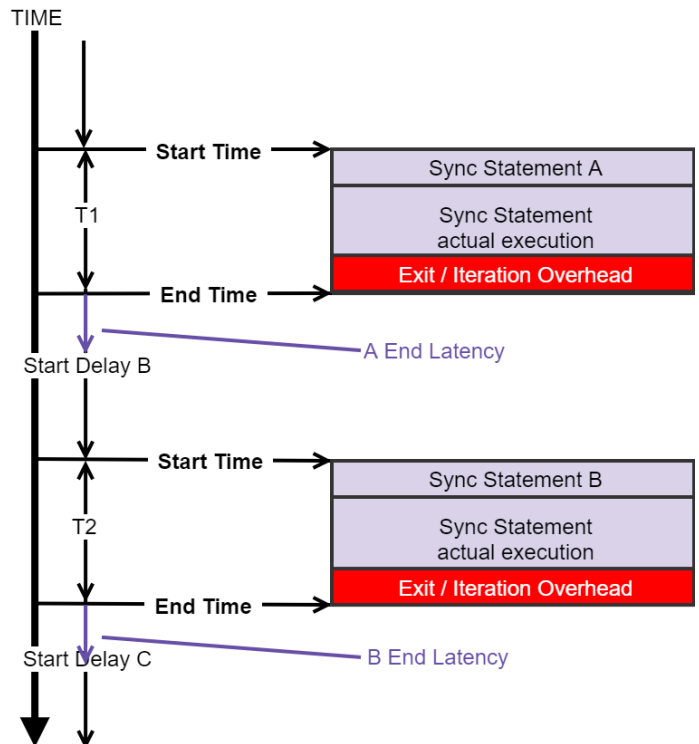 TIME
Start Time
Sync Statement A
T1
Sync Statement
actual execution
Exit / Iteration Overhead
End Time
A End Latency
Start Delay B
Start Time
Sync Statement B
T2
Sync Statement
actual execution
Exit / Iteration Overhead
End Time
B End Latency
Start Delay C